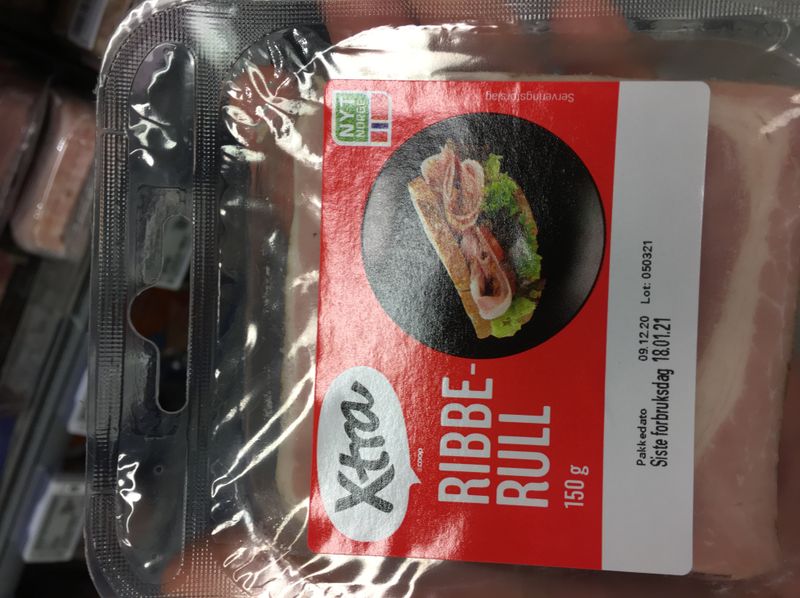 Xtra
coop
RIBBE-
RULL
150 g
NYT
NORGE
Serveringsforslag
Pakkedato 09.12.20 Lot: 050321
Siste forbruksdag 18.01.21